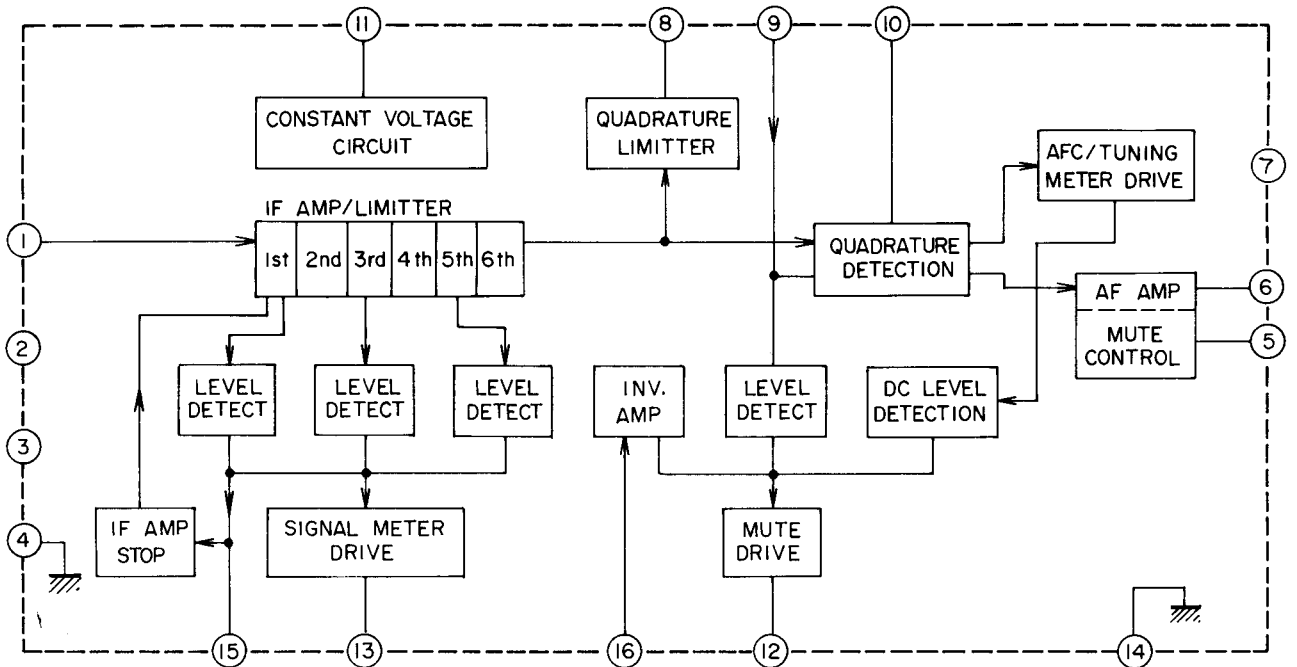 11
8
9
10
CONSTANT VOLTAGE
CIRCUIT
QUADRATURE
LIMITTER
AFC/TUNING
METER DRIVE
7
IF AMP/LIMITTER
1
1st 2nd 3rd 4th 5th 6th
QUADRATURE
DETECTION
AF AMP
6
MUTE
CONTROL
5
2
LEVEL
DETECT
LEVEL
DETECT
LEVEL
DETECT
INV.
AMP
LEVEL
DETECT
DC LEVEL
DETECTION
3
4
IF AMP
STOP
SIGNAL METER
DRIVE
MUTE
DRIVE
15
13
16
12
14